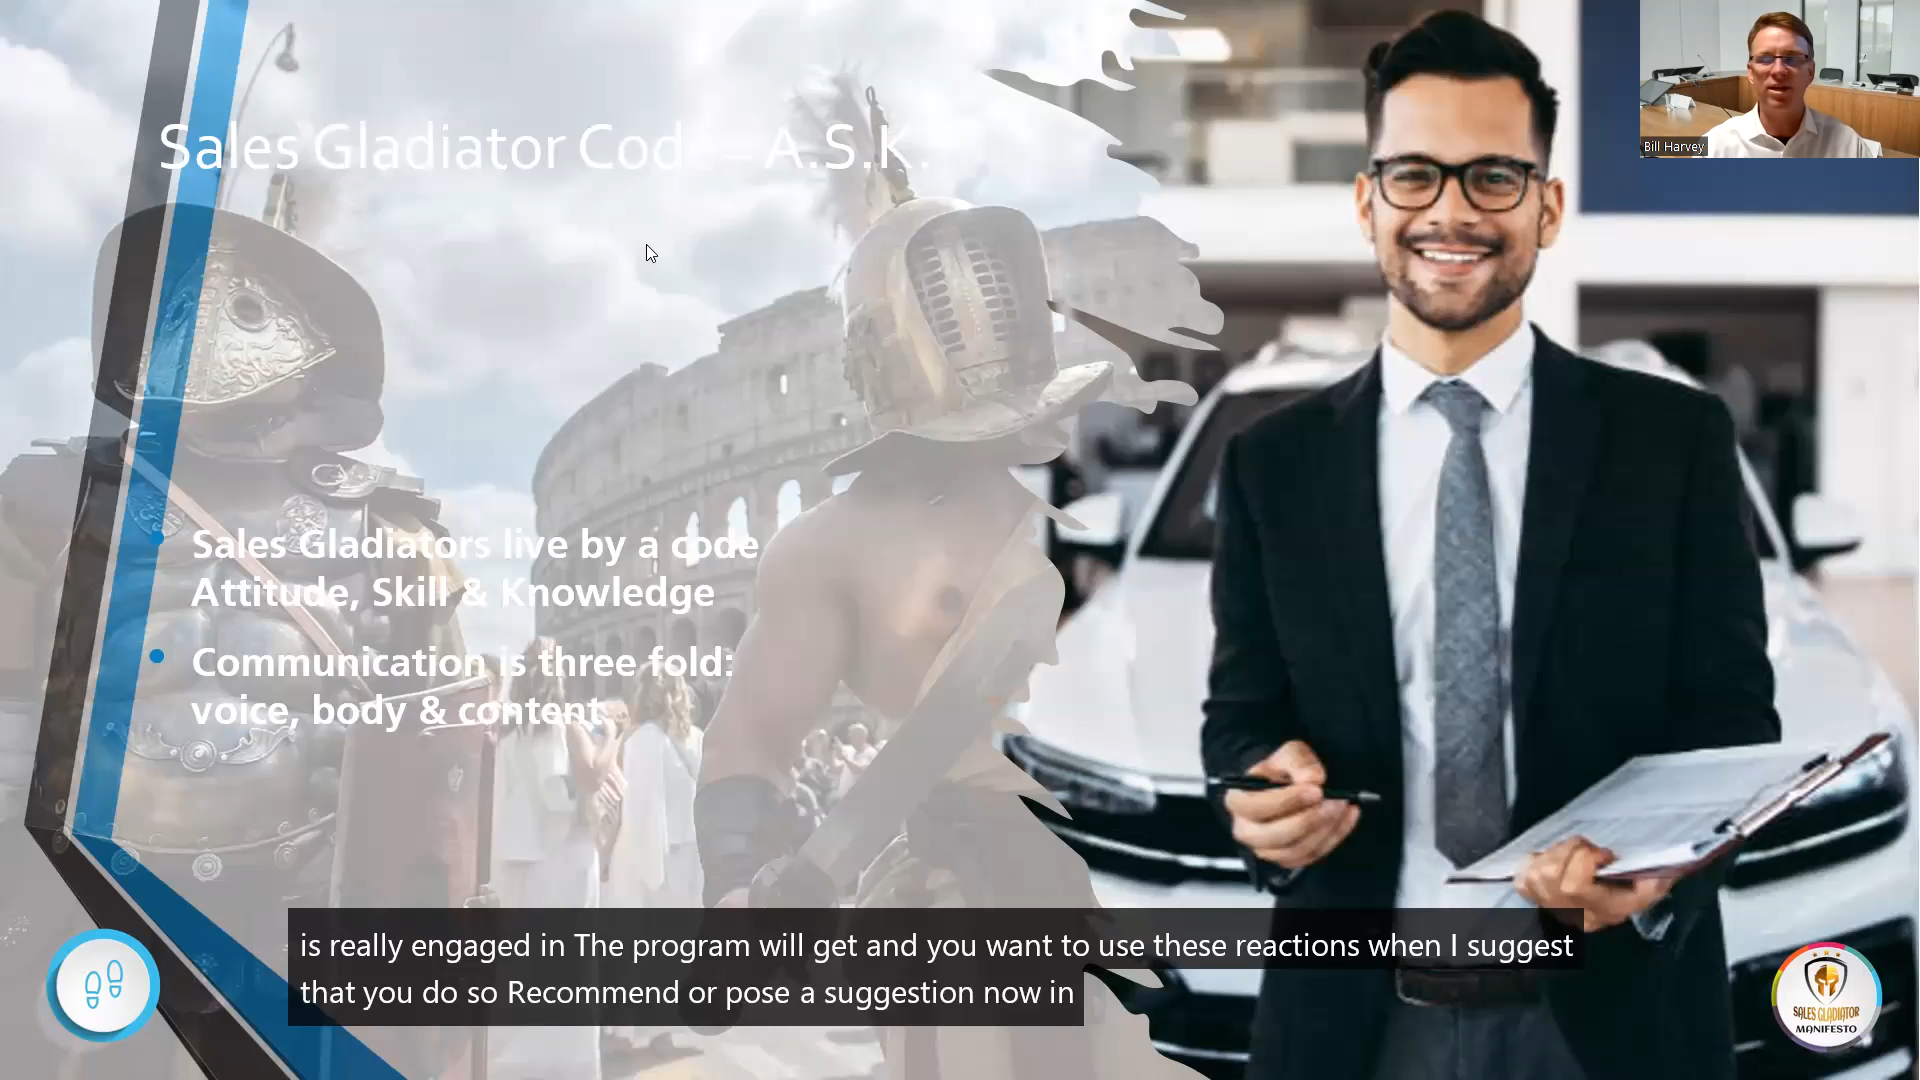 Sales Gladiator Code – A.S.K.
Bill Harvey
Sales Gladiators live by a code
Attitude, Skill & Knowledge
Communication is three fold:
voice, body & content.
is really engaged in The program will get and you want to use these reactions when I suggest
that you do so Recommend or pose a suggestion now in
SALES GLADIATOR
MANIFESTO